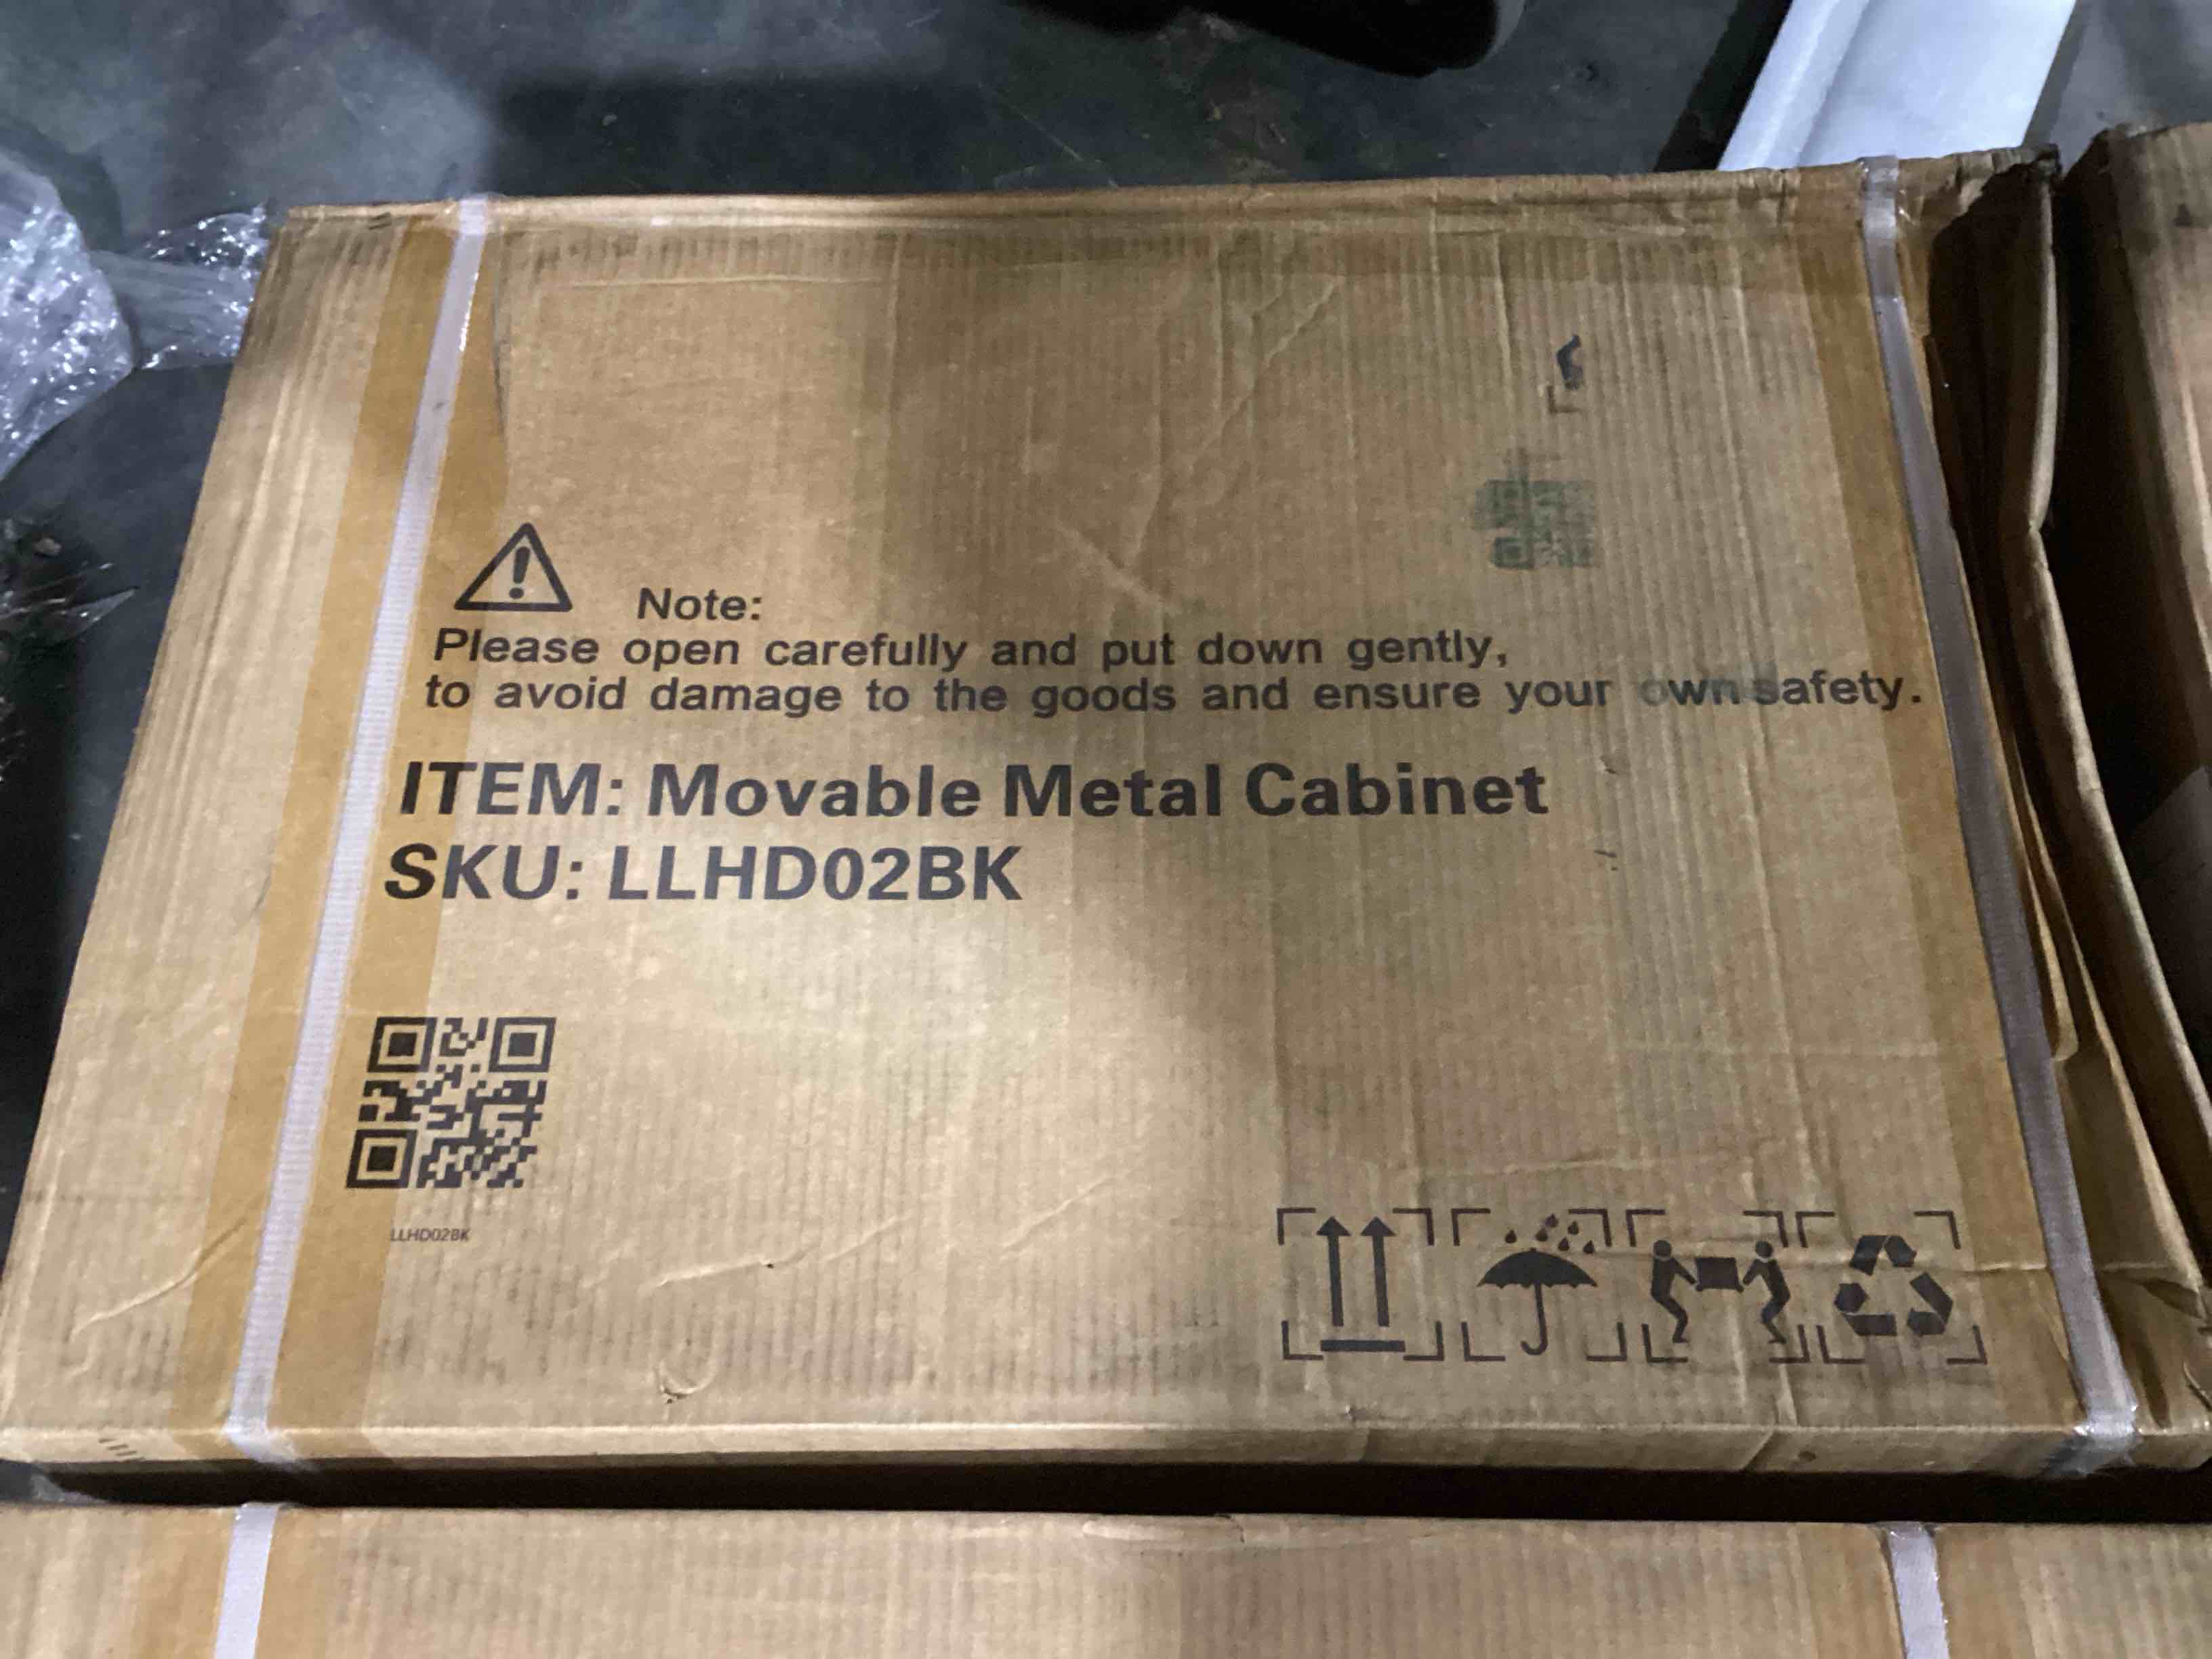 Note:
Please open carefully and put down gently,
to avoid damage to the goods and ensure your own safety.
ITEM: Movable Metal Cabinet
SKU: LLHD02BK
LLHD02BK